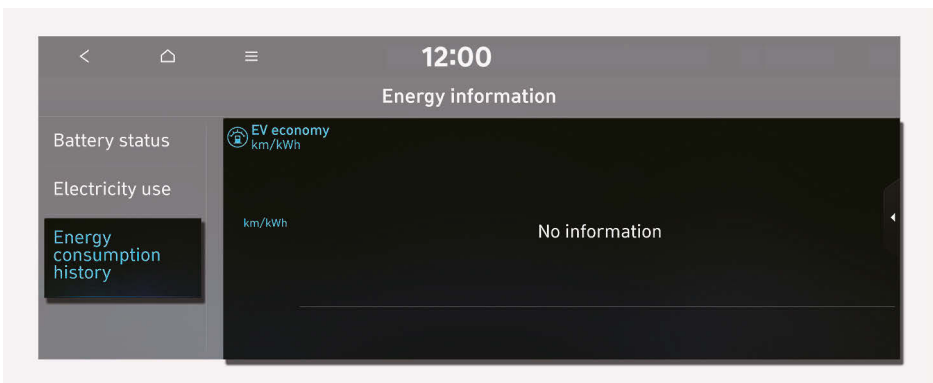 12:00
Energy information
Battery status
Electricity use
Energy
consumption
history
EV economy
km/kWh
km/kWh
No information